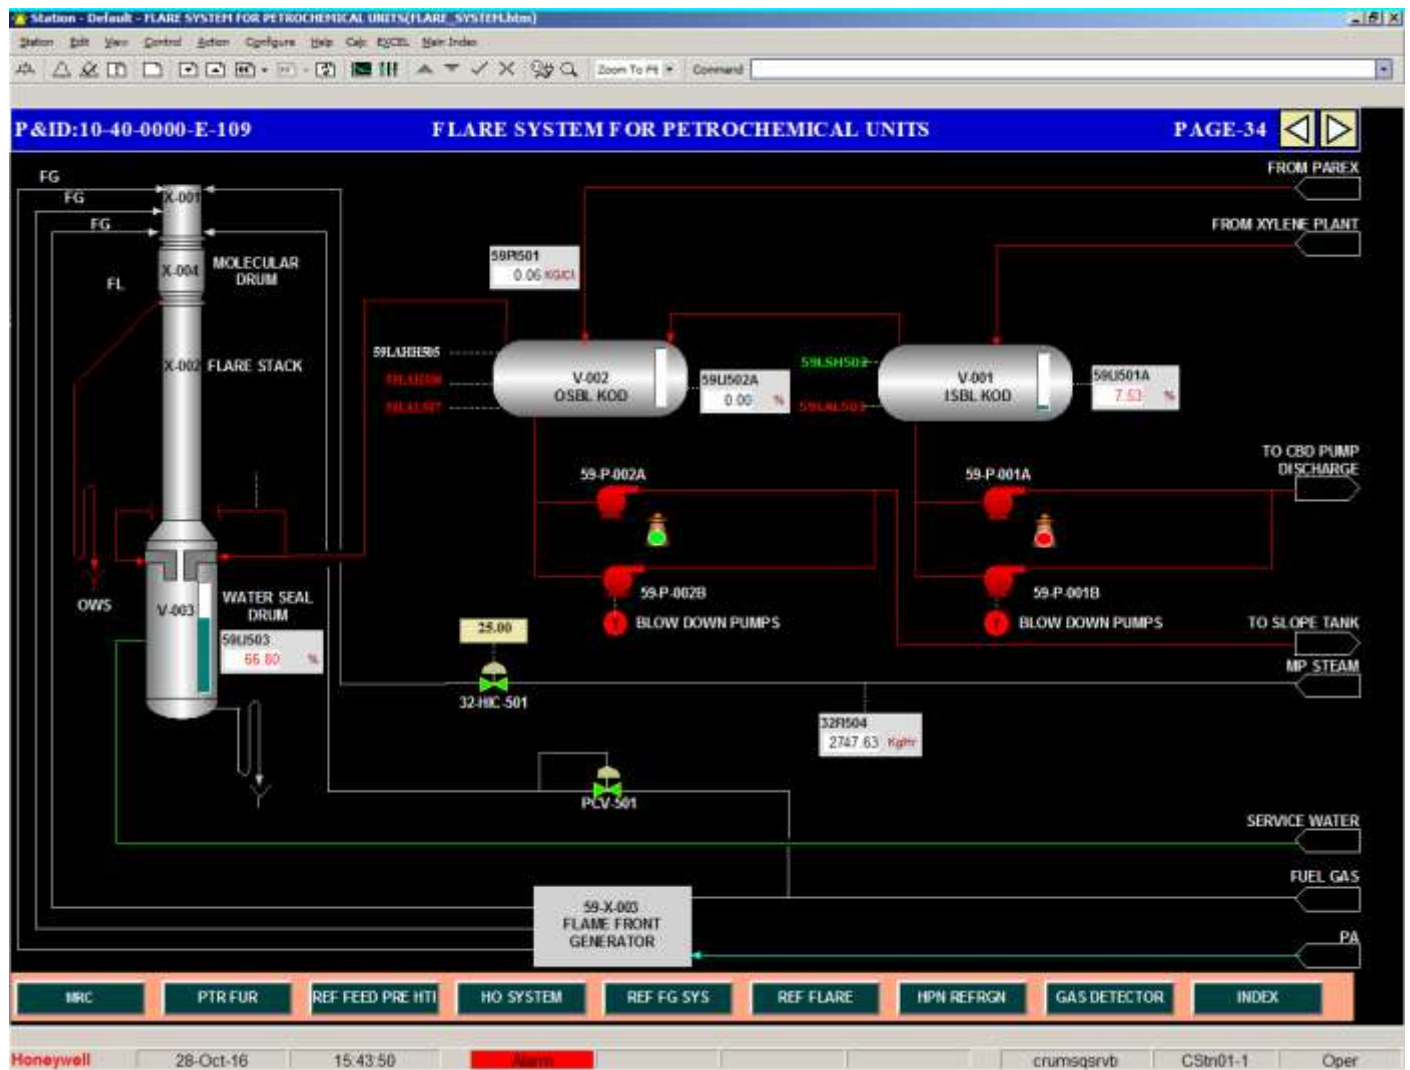 Station - Default - FLARE SYSTEM FOR PETROCHEMICAL UNITS(FLARE_SYSTEM.htm)
Station Edit View Control Action Configure Help Calc EXCEL Main Index
Zoom To Fit Command
P&ID:10-40-0000-E-109 FLARE SYSTEM FOR PETROCHEMICAL UNITS PAGE-34
FROM PAREX
FG
X-001
FG
FROM XYLENE PLANT
FG
59PI501
0.06
MOLECULAR
DRUM
X-004
FL
59LAHH505
X-002 FLARE STACK
V-002
OSBL KOD
59LI502A
0.00 %
59LSH502
V-001
ISBL KOD
59LI501A
7.53 %
TO CBD PUMP
DISCHARGE
59-P-002A
59-P-001A
OWS
V-003
WATER SEAL
DRUM
59LI503
66.80 %
59-P-002B
BLOW DOWN PUMPS
59-P-001B
BLOW DOWN PUMPS
TO SLOPE TANK
25.00
MP STEAM
32-HIC-501
32FI504
2747.63 Kg/Hr
PCV-501
SERVICE WATER
FUEL GAS
59-X-003
FLAME FRONT
GENERATOR
PA
MRC PTR FUR REF FEED PRE HTI HO SYSTEM REF FG SYS REF FLARE HPN REFRGN GAS DETECTOR INDEX
Honeywell 28-Oct-16 15:43:50 Alarm crumsqsrvb CStn01-1 Oper